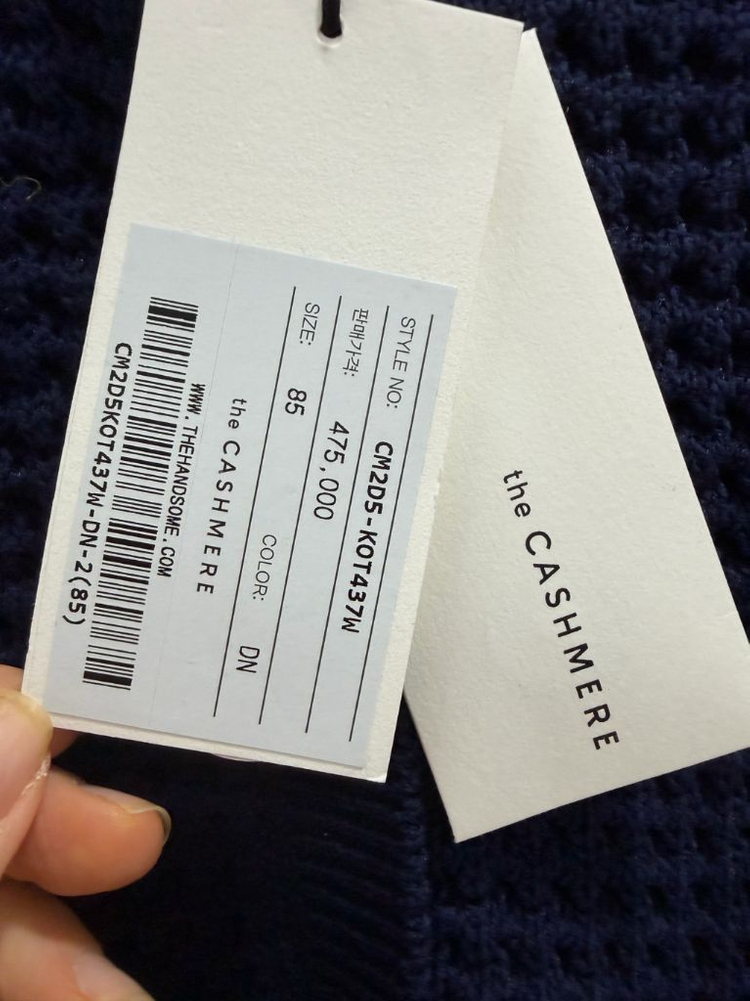 STYLE NO: CM2D5-KOT437W
판매가격: 475,000
SIZE: 85 COLOR: DN
the CASHMERE
WWW.THEHANDSOME.COM
CM2D5KOT437W-DN-2(85)
the CASHMERE